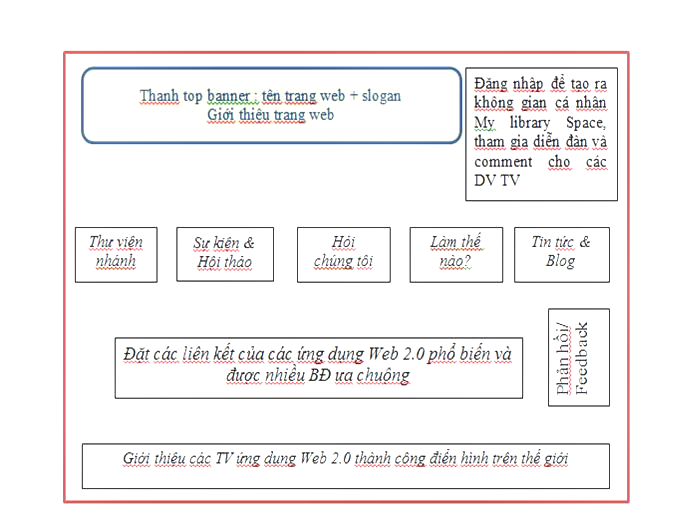 Thanh top banner : tên trang web + slogan
Giới thiệu trang web
Đăng nhập để tạo ra
không gian cá nhân
My library Space,
tham gia diễn đàn và
comment cho các
DV TV
Thư viện
nhánh
Sự kiện &
Hội thảo
Hỏi
chúng tôi
Làm thế
nào?
Tin tức &
Blog
Phản hồi/
Feedback
Đặt các liên kết của các ứng dụng Web 2.0 phổ biến và
được nhiều BĐ ưa chuộng
Giới thiệu các TV ứng dụng Web 2.0 thành công điển hình trên thế giới